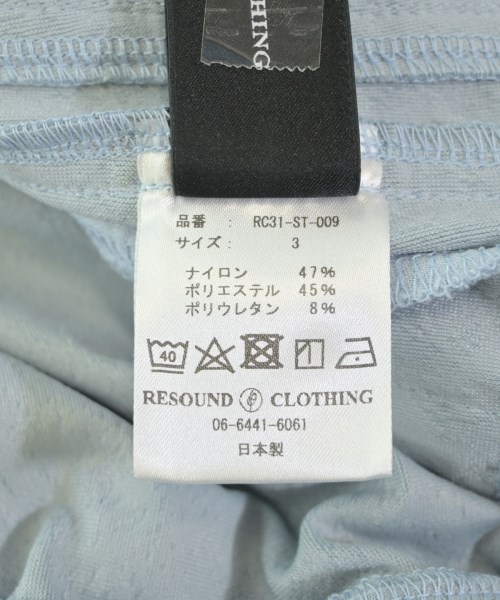 THING
品番 : RC31-ST-009
サイズ : 3
ナイロン 47%
ポリエステル 45%
ポリウレタン 8%
40
RESOUND CLOTHING
06-6441-6061
日本製